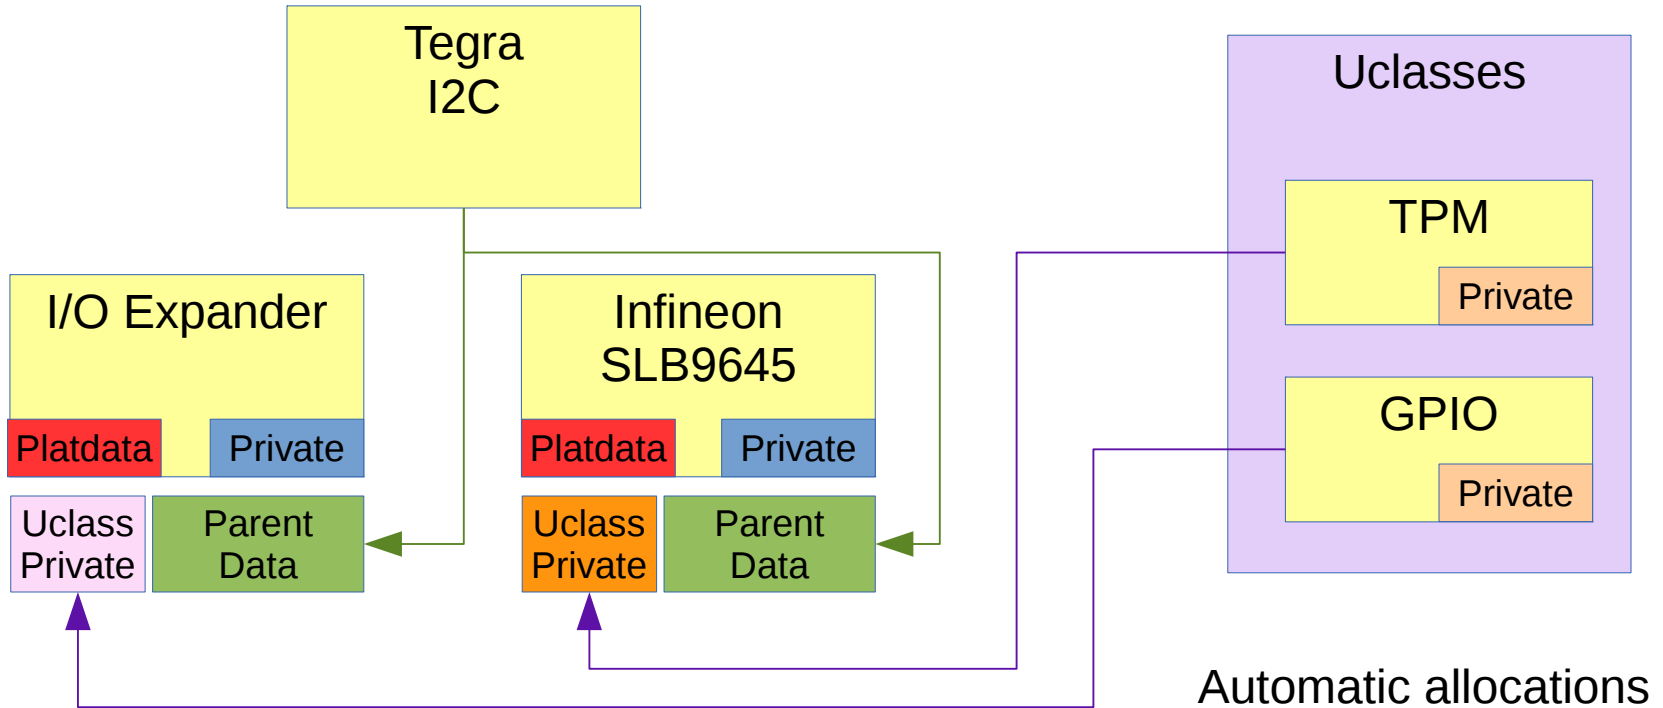 Tegra
I2C
Uclasses
TPM
Private
I/O Expander
Platdata
Private
Infineon
SLB9645
Platdata
Private
GPIO
Private
Uclass
Private
Parent
Data
Uclass
Private
Parent
Data
Automatic allocations